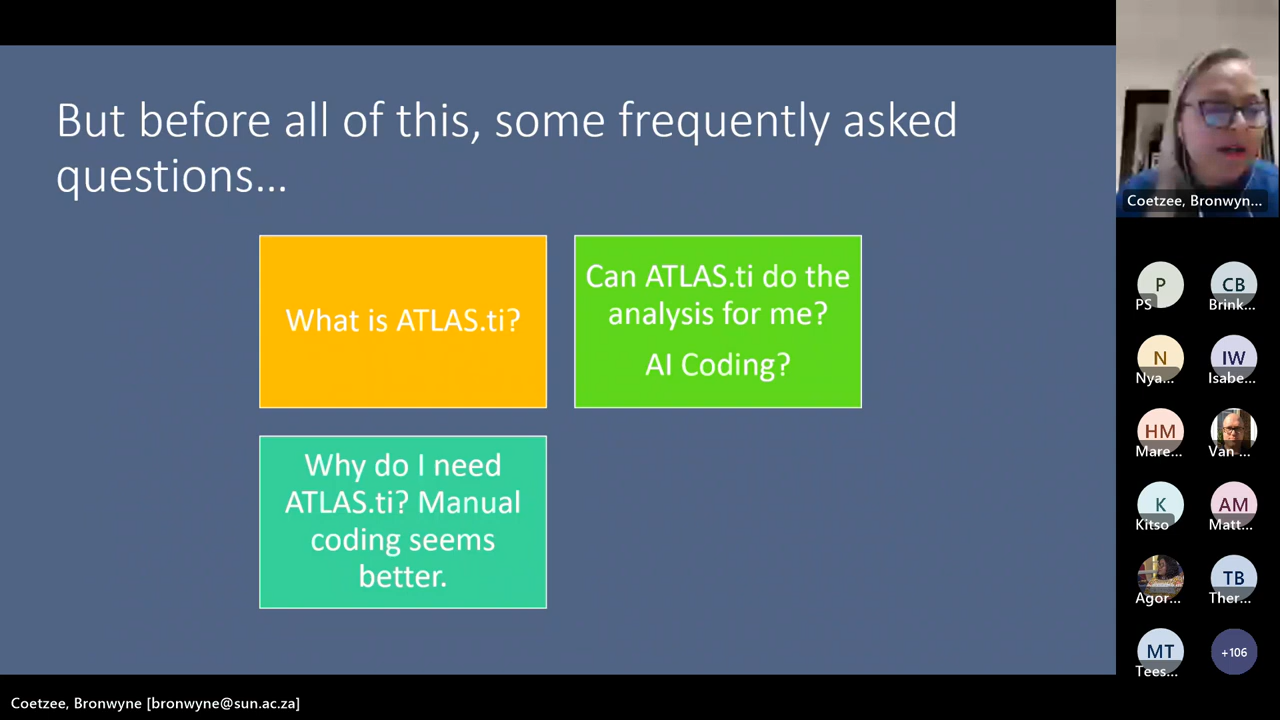 But before all of this, some frequently asked
questions...
What is ATLAS.ti?
Can ATLAS.ti do the
analysis for me?
AI Coding?
Why do I need
ATLAS.ti? Manual
coding seems
better.
Coetzee, Bronwyn...
P
CB
PS
Brink...
N
IW
Nya...
Isabe...
HM
Mare...
Van ...
K
AM
Kitso
Matt...
TB
Agor...
Ther...
MT
+106
Tees...
Coetzee, Bronwyne [bronwyne@sun.ac.za]